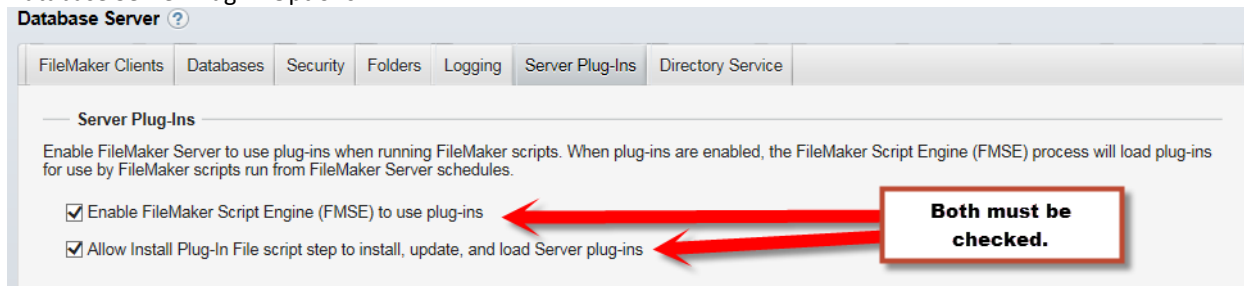 Database Server ?
FileMaker Clients Databases Security Folders Logging Server Plug-Ins Directory Service
Server Plug-Ins
Enable FileMaker Server to use plug-ins when running FileMaker scripts. When plug-ins are enabled, the FileMaker Script Engine (FMSE) process will load plug-ins
for use by FileMaker scripts run from FileMaker Server schedules.
Enable FileMaker Script Engine (FMSE) to use plug-ins
Both must be
checked.
Allow Install Plug-In File script step to install, update, and load Server plug-ins